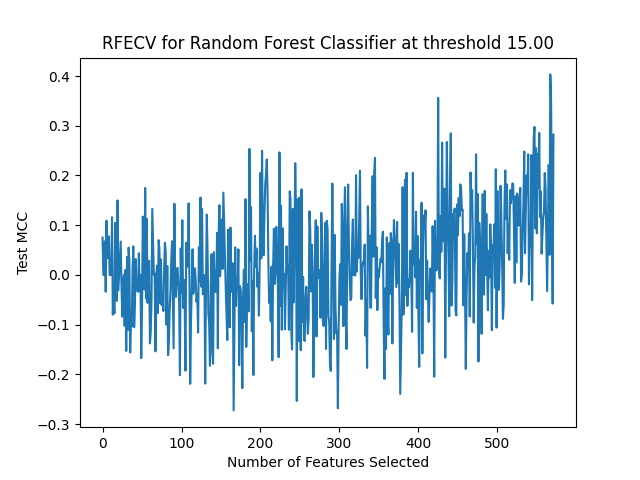 RFECV for Random Forest Classifier at threshold 15.00
0.4
0.3
0.2
0.1
0.0
−0.1
−0.2
−0.3
Test MCC
0 100 200 300 400 500
Number of Features Selected